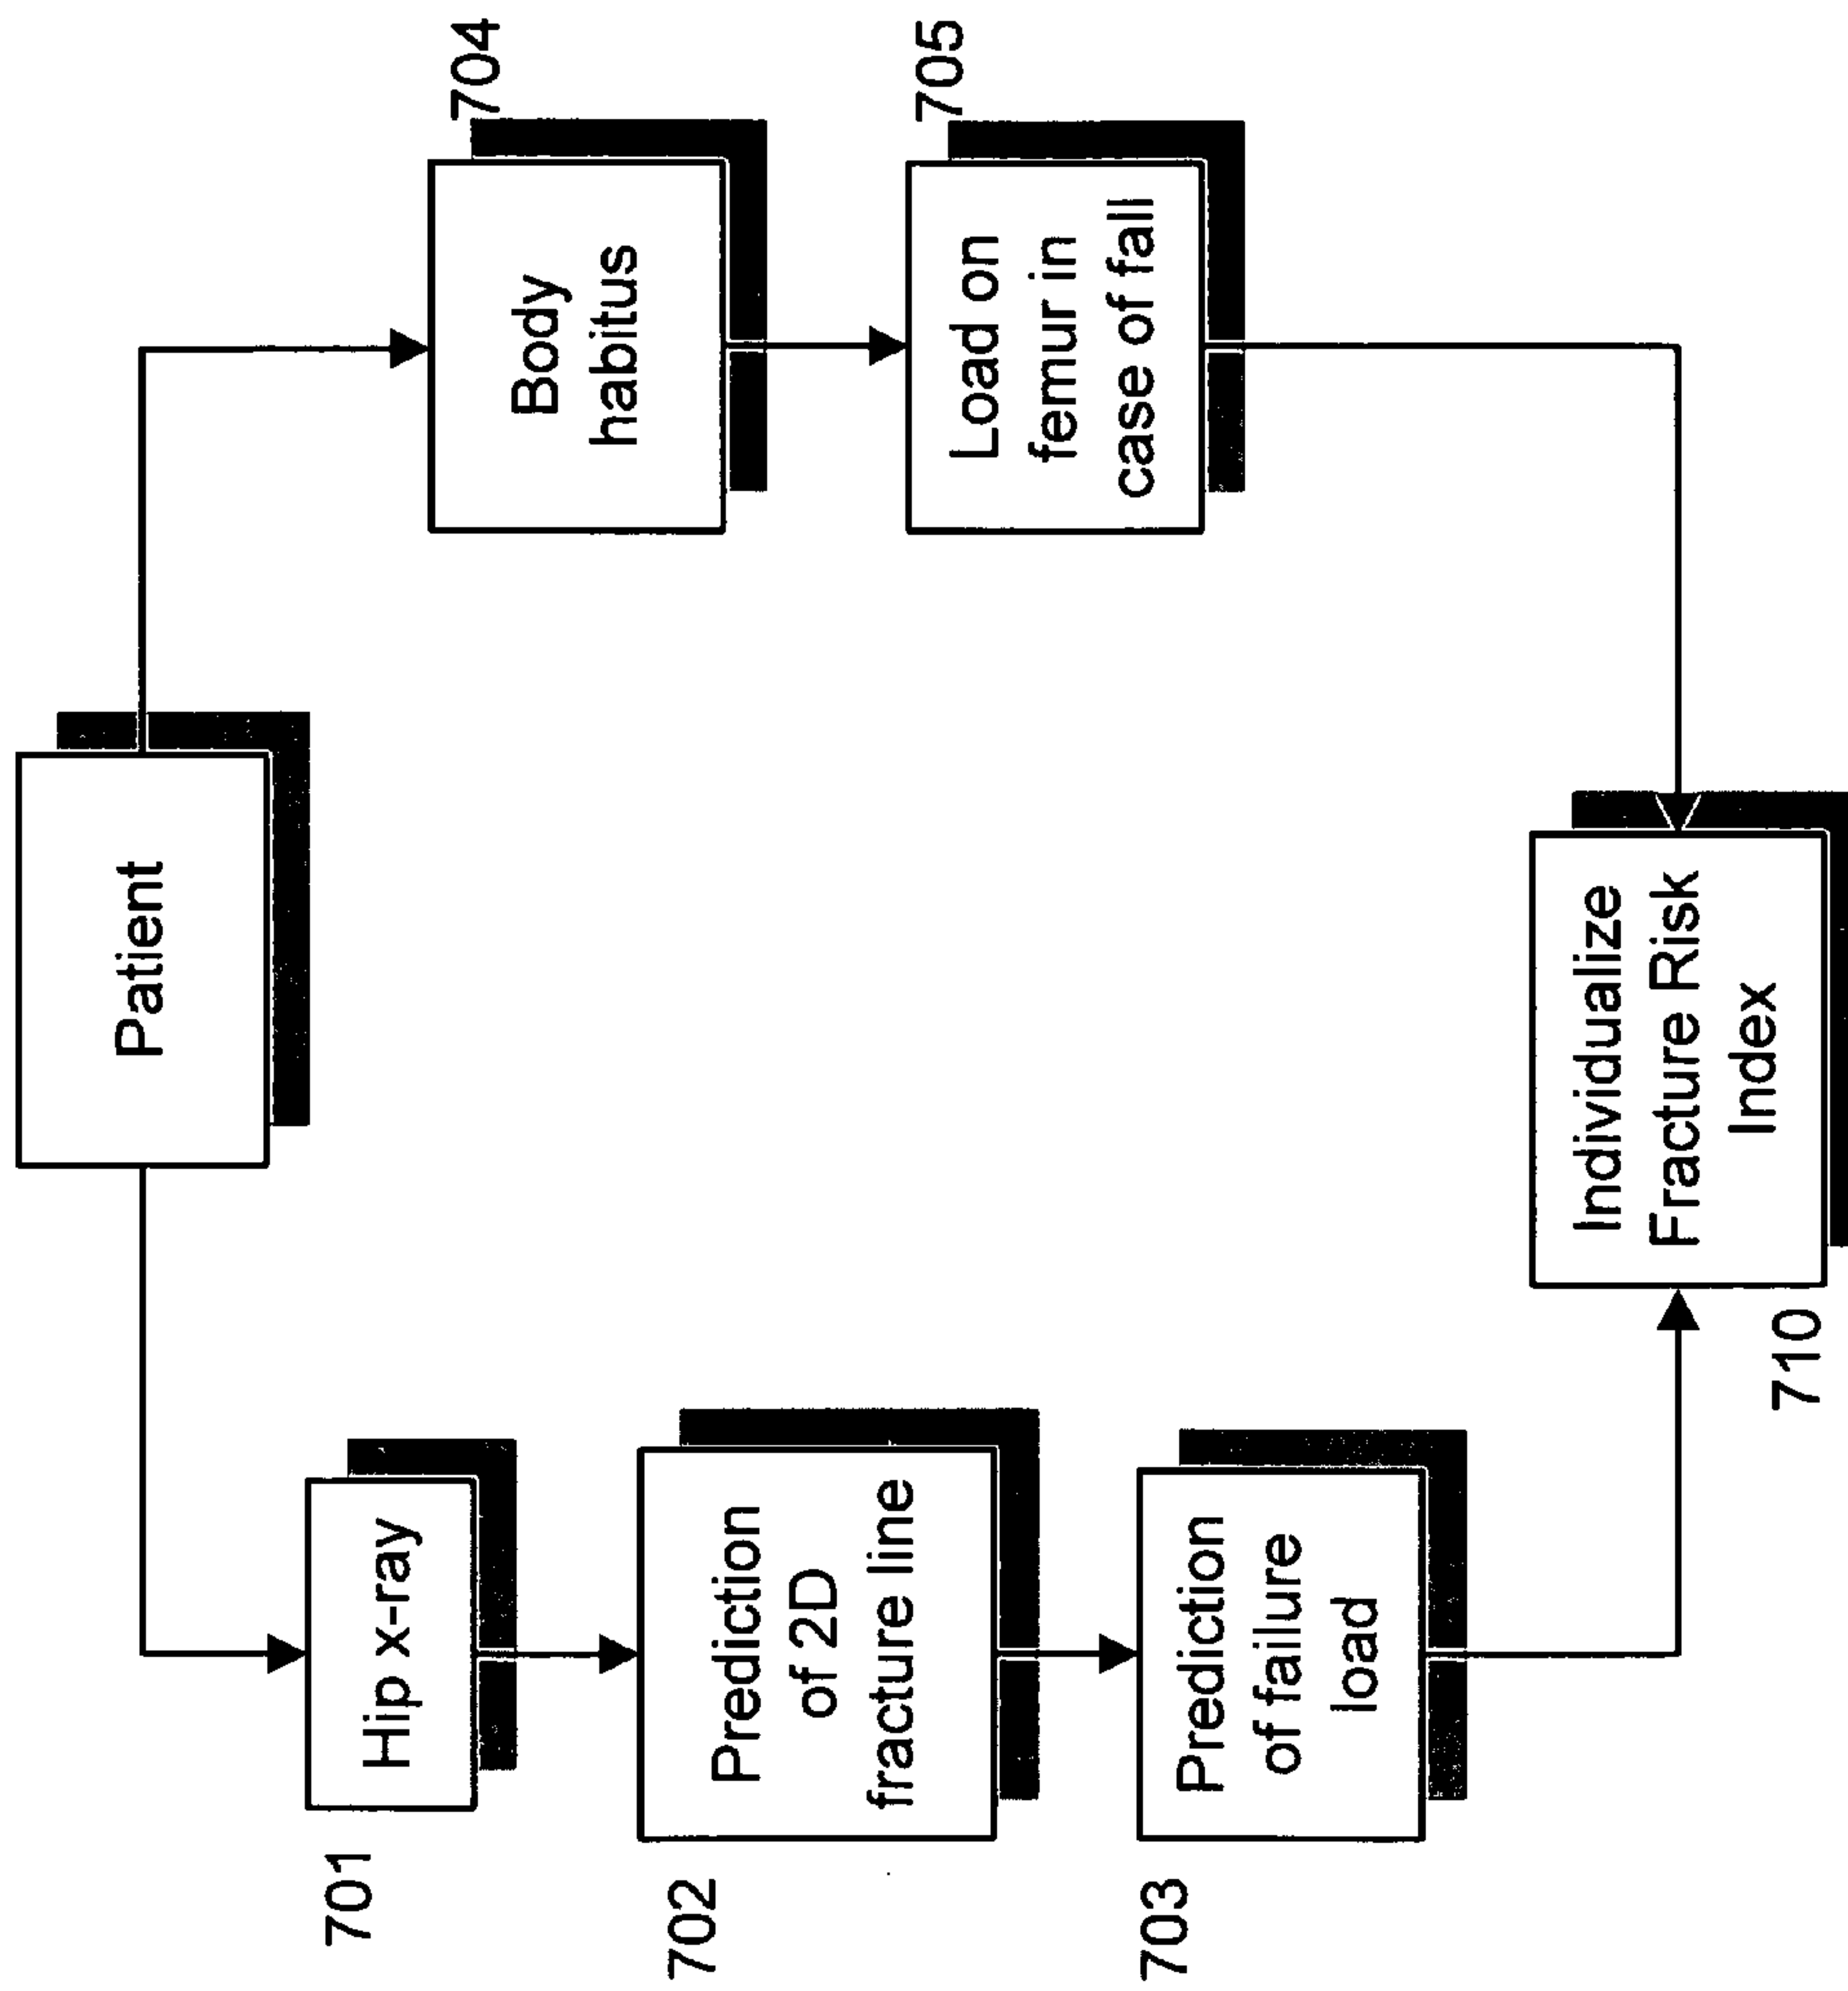 Patient
701
Hip x-ray
702
Prediction
of 2D
fracture line
703
Prediction
of failure
load
704
Body
habitus
705
Load on
femur in
case of fall
Individualize
Fracture Risk
Index
710